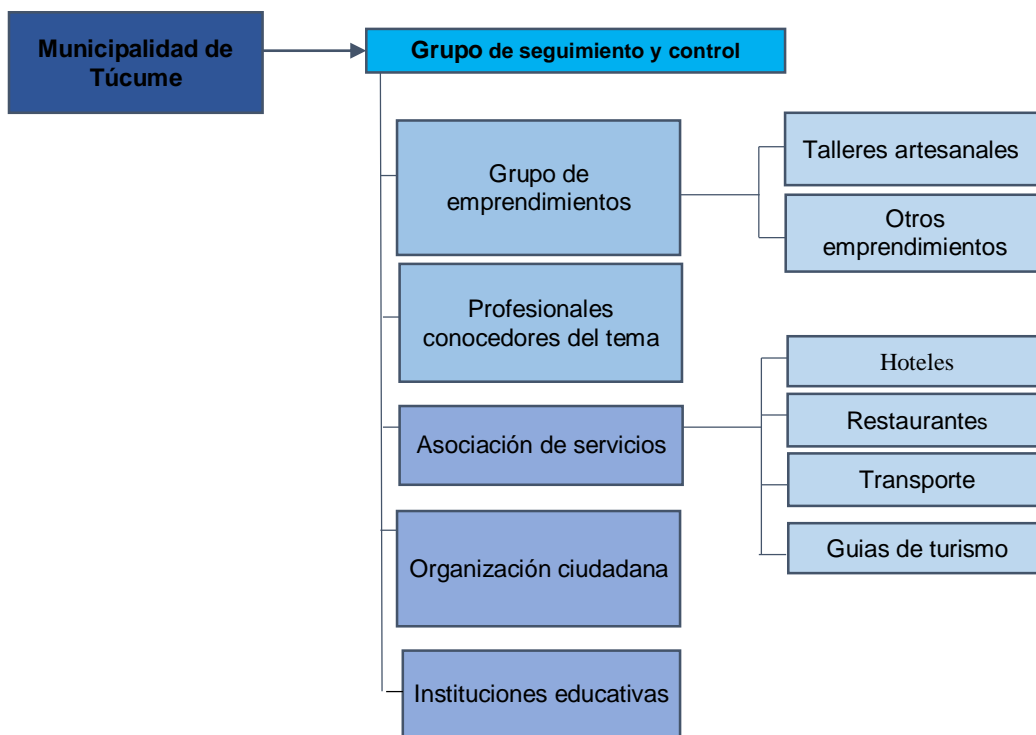 Municipalidad de
Túcume
Grupo de seguimiento y control
Grupo de
emprendimientos
Talleres artesanales
Otros
emprendimientos
Profesionales
conocedores del tema
Asociación de servicios
Hoteles
Restaurantes
Transporte
Guias de turismo
Organización ciudadana
Instituciones educativas